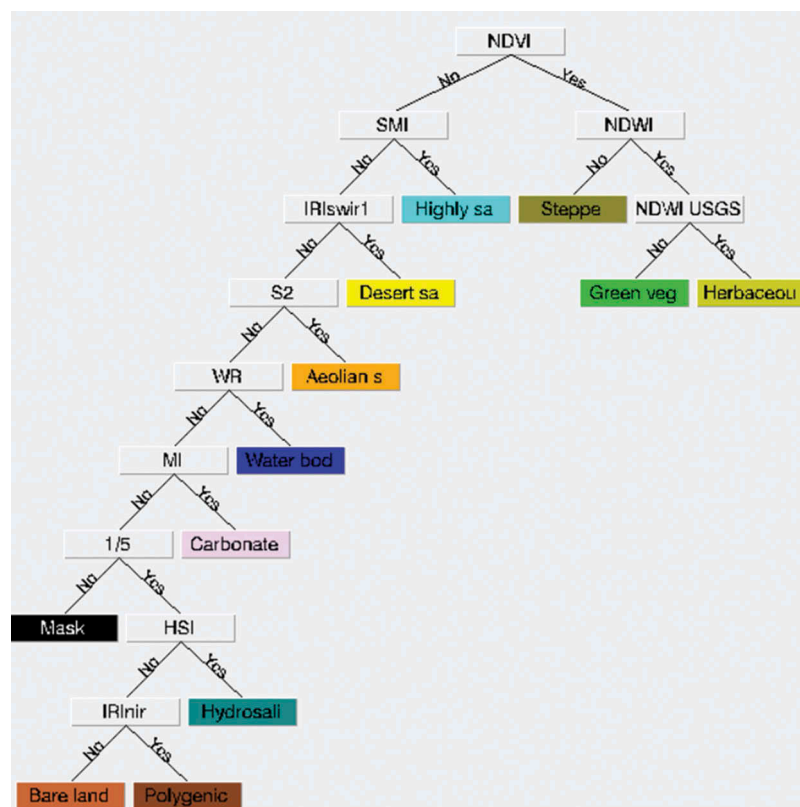 NDVI
No Yes
SMI NDWI
No Yes No Yes
IRIswir1 Highly sa Steppe NDWI USGS
No Yes No Yes
S2 Desert sa Green veg Herbaceou
No Yes
WR Aeolian s
No Yes
MI Water bod
No Yes
1/5 Carbonate
No Yes
Mask HSI
No Yes
IRInir Hydrosali
No Yes
Bare land Polygenic